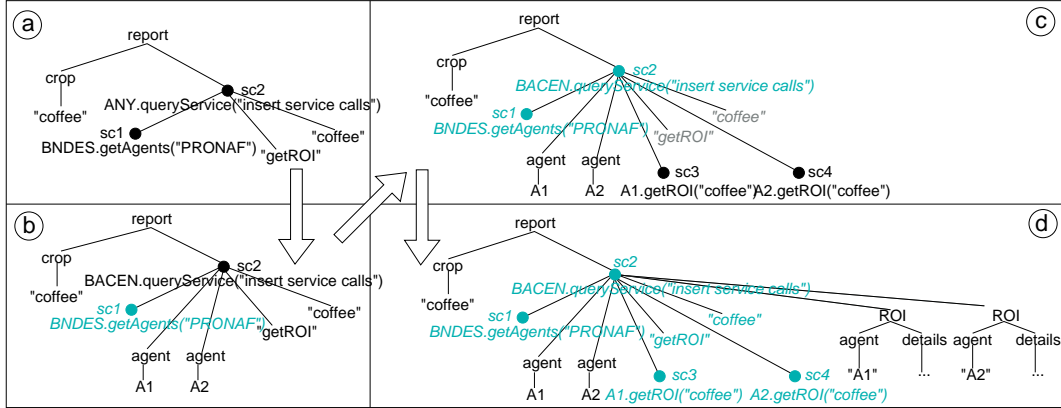 a
report
crop
sc2
"coffee"
ANY.queryService("insert service calls")
sc1
"coffee"
BNDES.getAgents("PRONAF")
"getROI"
c
report
crop
sc2
BACEN.queryService("insert service calls")
"coffee"
sc1
"coffee"
BNDES.getAgents("PRONAF")
"getROI"
agent
agent
sc3
sc4
A1
A2
A1.getROI("coffee")
A2.getROI("coffee")
b
report
crop
sc2
BACEN.queryService("insert service calls")
"coffee"
sc1
"coffee"
BNDES.getAgents("PRONAF")
"getROI"
agent
agent
A1
A2
d
report
crop
sc2
BACEN.queryService("insert service calls")
"coffee"
sc1
"coffee"
BNDES.getAgents("PRONAF")
"getROI"
ROI
ROI
agent
details
agent
details
agent
agent
sc3
sc4
"A1"
...
"A2"
...
A1
A2
A1.getROI("coffee")
A2.getROI("coffee")